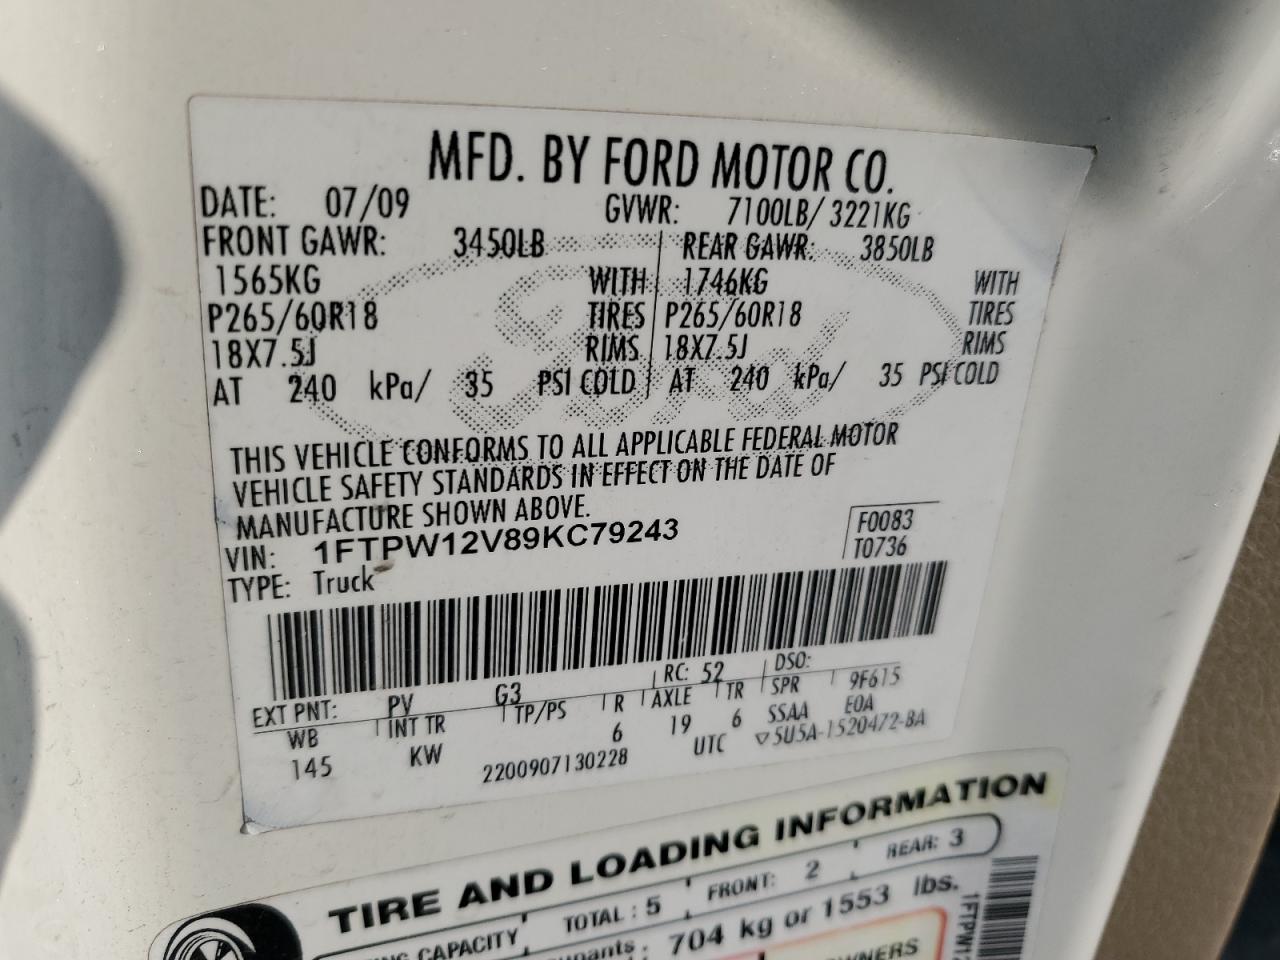 MFD. BY FORD MOTOR CO.
DATE: 07/09 GVWR: 7100LB/ 3221KG
FRONT GAWR: 3450LB REAR GAWR: 3850LB
1565KG WITH 1746KG WITH
P265/60R18 TIRES P265/60R18 TIRES
18X7.5J RIMS 18X7.5J RIMS
AT 240 kPa/ 35 PSI COLD AT 240 kPa/ 35 PSI COLD
THIS VEHICLE CONFORMS TO ALL APPLICABLE FEDERAL MOTOR
VEHICLE SAFETY STANDARDS IN EFFECT ON THE DATE OF
MANUFACTURE SHOWN ABOVE.
VIN: 1FTPW12V89KC79243 F0083
TYPE: Truck T0736
EXT PNT: PV G3 RC: 52 DSO:
WB INT TR TP/PS R AXLE TR SPR 9F615
145 KW 6 19 6 SSAA E0A
2200907130228 UTC ▽5U5A-1520472-BA
TIRE AND LOADING INFORMATION
CAPACITY TOTAL : 5 FRONT: 2 REAR: 3
704 kg or 1553 lbs.
1FTPW1